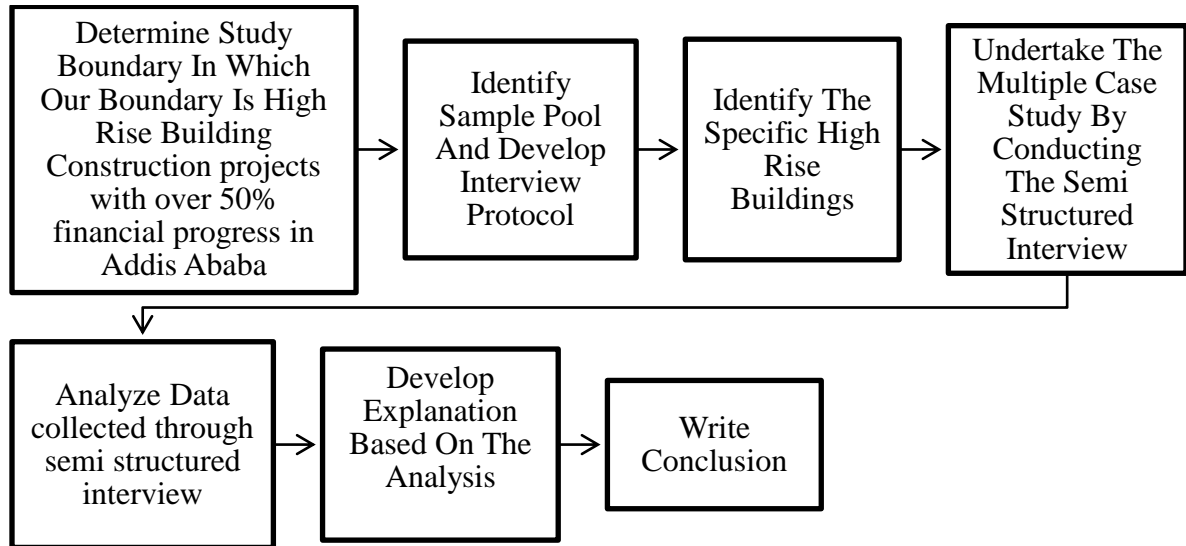 Determine Study
Boundary In Which
Our Boundary Is High
Rise Building
Construction projects
with over 50%
financial progress in
Addis Ababa
Identify
Sample Pool
And Develop
Interview
Protocol
Identify The
Specific High
Rise
Buildings
Undertake The
Multiple Case
Study By
Conducting
The Semi
Structured
Interview
Analyze Data
collected through
semi structured
interview
Develop
Explanation
Based On The
Analysis
Write
Conclusion